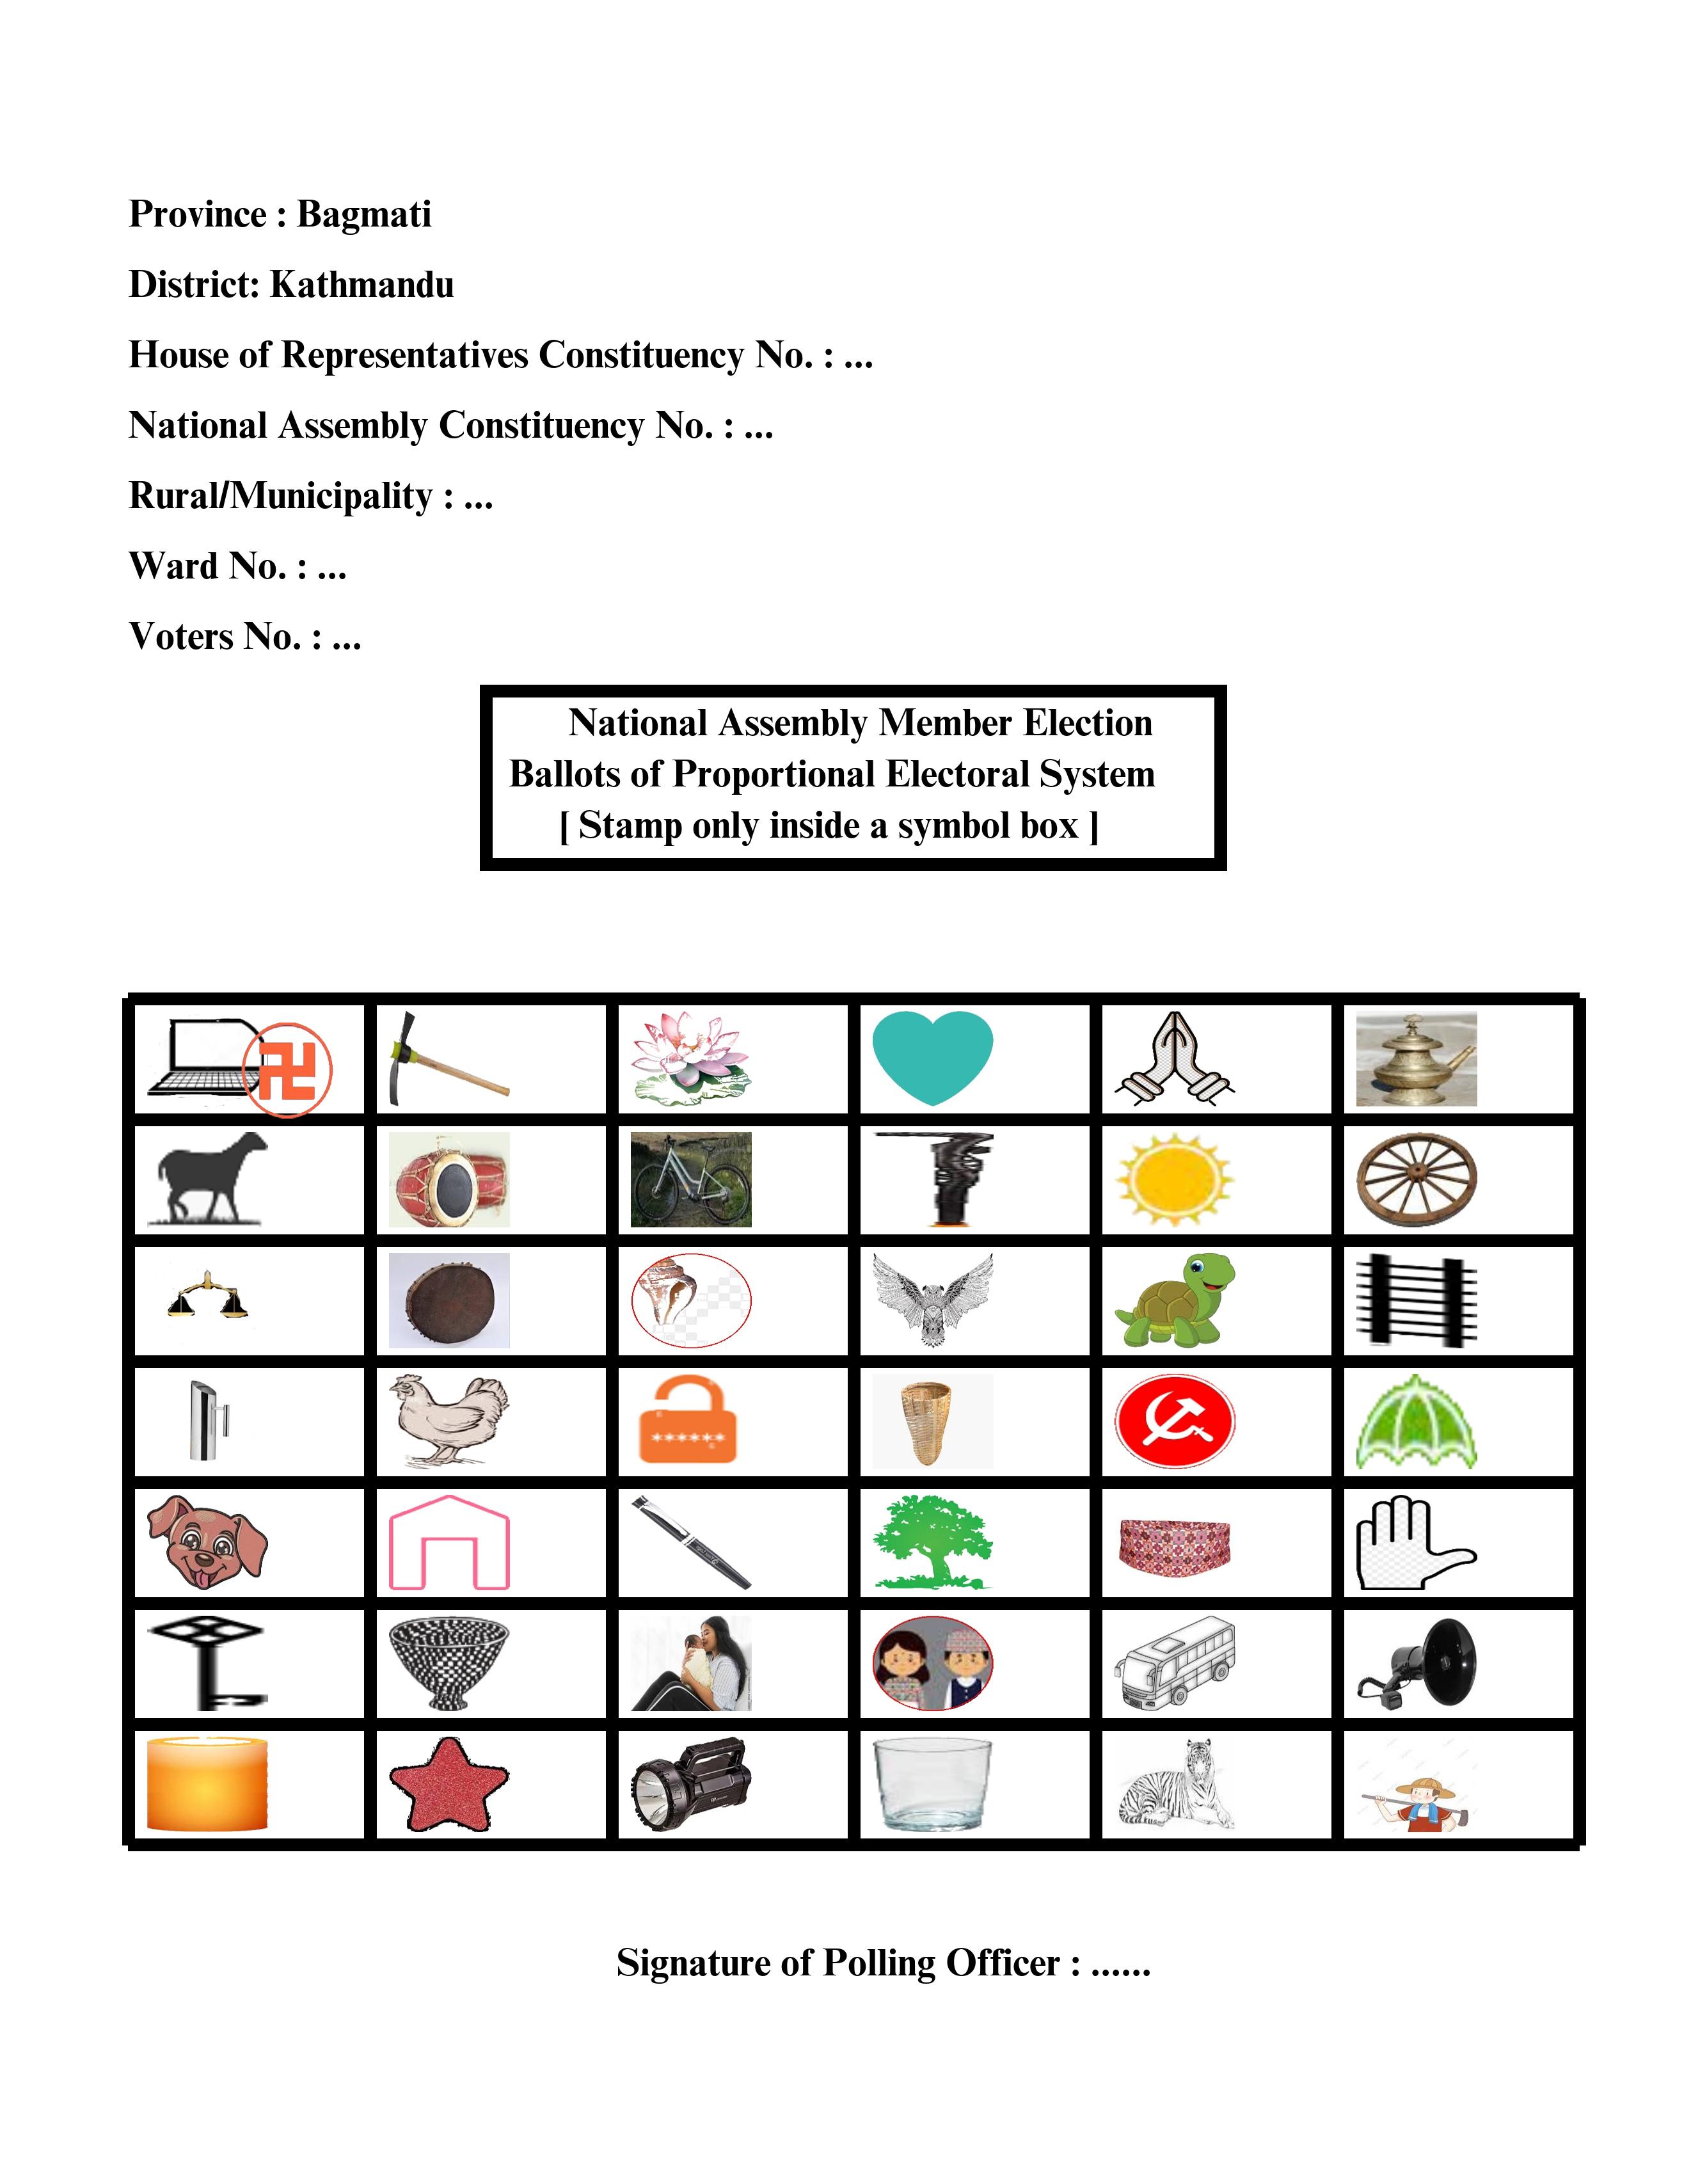 Province : Bagmati
District: Kathmandu
House of Representatives Constituency No. : ...
National Assembly Constituency No. : ...
Rural/Municipality : ...
Ward No. : ...
Voters No. : ...
National Assembly Member Election
Ballots of Proportional Electoral System
[ Stamp only inside a symbol box ]
******
Signature of Polling Officer : ......